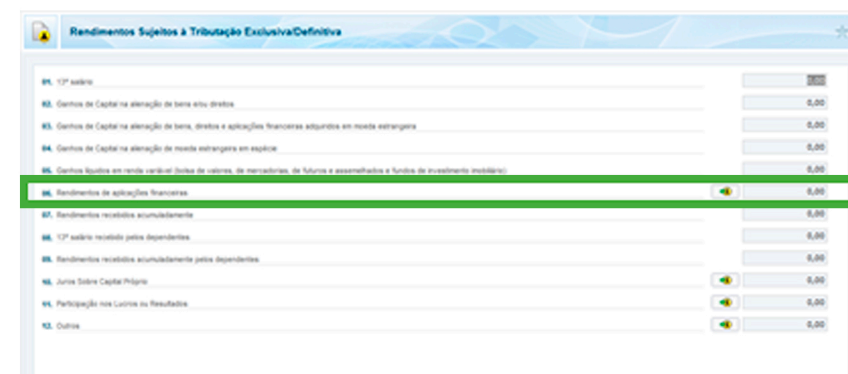 Rendimentos Sujeitos à Tributação Exclusiva/Definitiva
01. 13º salário 0,00
02. Ganhos de Capital na alienação de bens e/ou direitos 0,00
03. Ganhos de Capital na alienação de bens, direitos e aplicações financeiras adquiridos em moeda estrangeira 0,00
04. Ganhos de Capital na alienação de moeda estrangeira em espécie 0,00
05. Ganhos líquidos em renda variável (bolsa de valores, de mercadorias, de futuros e assemelhados e fundos de investimento imobiliário) 0,00
06. Rendimentos de aplicações financeiras 0,00
07. Rendimentos recebidos acumuladamente 0,00
08. 13º salário recebido pelos dependentes 0,00
09. Rendimentos recebidos acumuladamente pelos dependentes 0,00
10. Juros Sobre Capital Próprio 0,00
11. Participação nos Lucros ou Resultados 0,00
12. Outros 0,00